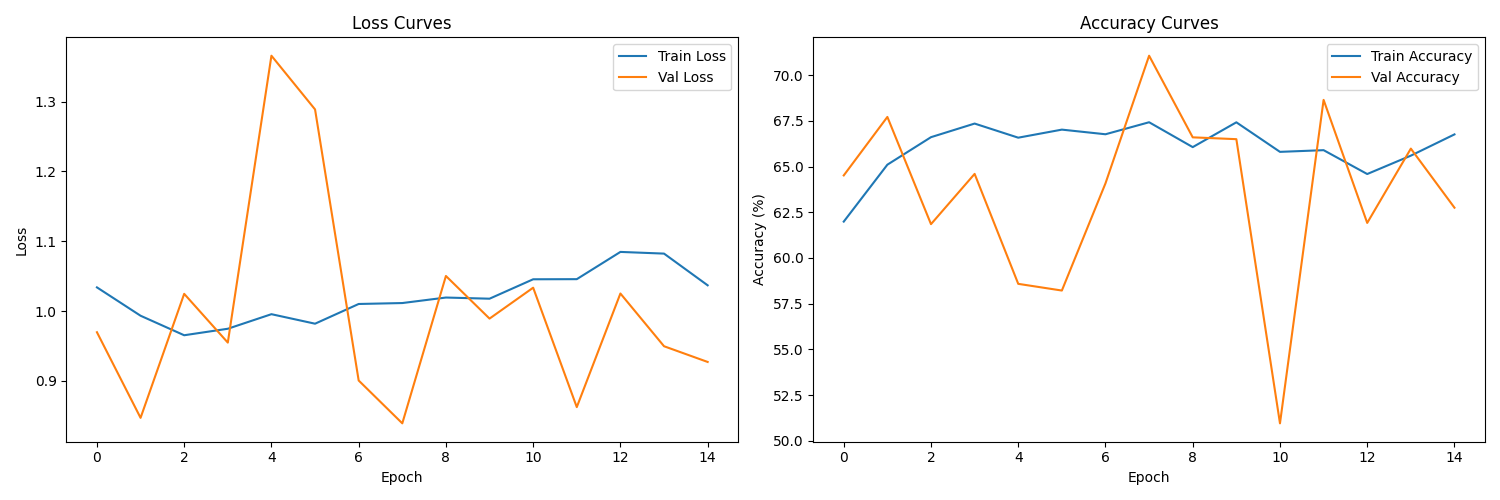 Loss Curves
Train Loss
Val Loss
1.3
1.2
1.1
1.0
0.9
Loss
0 2 4 6 8 10 12 14
Epoch
Accuracy Curves
Train Accuracy
Val Accuracy
70.0
67.5
65.0
62.5
60.0
57.5
55.0
52.5
50.0
Accuracy (%)
0 2 4 6 8 10 12 14
Epoch